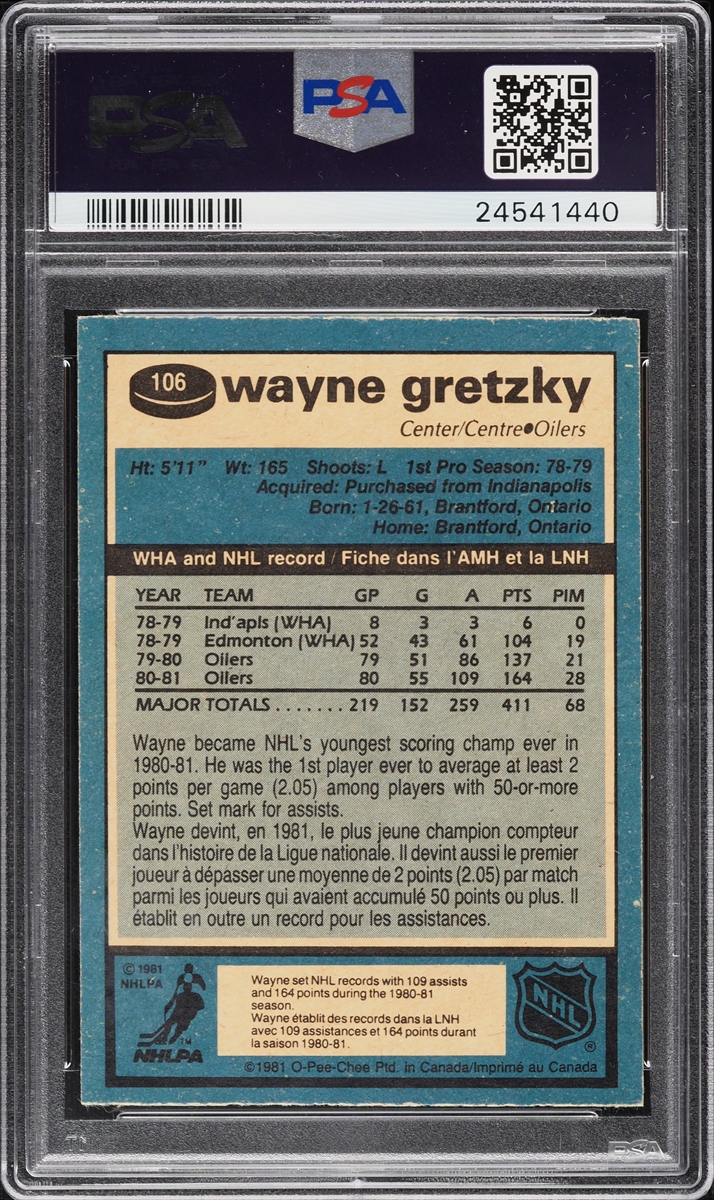 PSA
PSA
24541440
106 wayne gretzky
Center/Centre●Oilers
Ht: 5'11" Wt: 165 Shoots: L 1st Pro Season: 78-79
Acquired: Purchased from Indianapolis
Born: 1-26-61, Brantford, Ontario
Home: Brantford, Ontario
WHA and NHL record / Fiche dans l'AMH et la LNH
YEAR TEAM GP G A PTS PIM
78-79 Ind'apls (WHA) 8 3 3 6 0
78-79 Edmonton (WHA) 52 43 61 104 19
79-80 Oilers 79 51 86 137 21
80-81 Oilers 80 55 109 164 28
MAJOR TOTALS . . . . . . . 219 152 259 411 68
Wayne became NHL's youngest scoring champ ever in
1980-81. He was the 1st player ever to average at least 2
points per game (2.05) among players with 50-or-more
points. Set mark for assists.
Wayne devint, en 1981, le plus jeune champion compteur
dans l'histoire de la Ligue nationale. Il devint aussi le premier
joueur à dépasser une moyenne de 2 points (2.05) par match
parmi les joueurs qui avaient accumulé 50 points ou plus. Il
établit en outre un record pour les assistances.
© 1981
NHLPA
TM
NHLPA
Wayne set NHL records with 109 assists
and 164 points during the 1980-81
season.
Wayne établit des records dans la LNH
avec 109 assistances et 164 points durant
la saison 1980-81.
NHL
®
©1981 O-Pee-Chee Ptd. in Canada/Imprimé au Canada
PSA